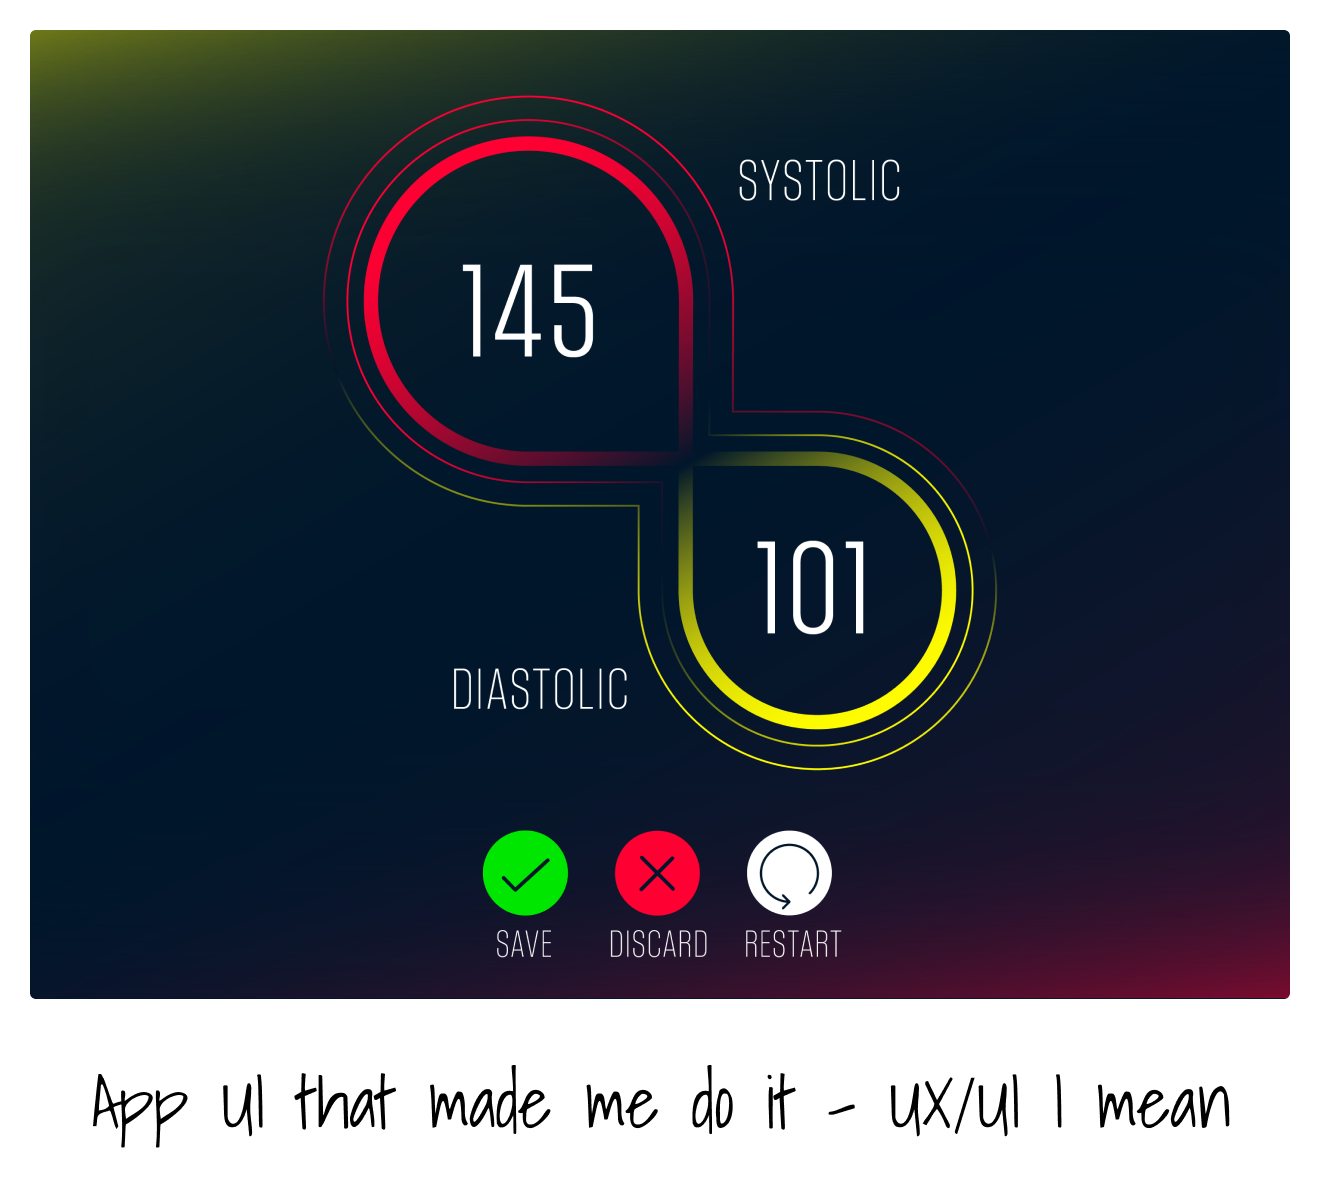 SYSTOLIC
145
101
DIASTOLIC
SAVE DISCARD RESTART
App UI that made me do it - UX/UI I mean